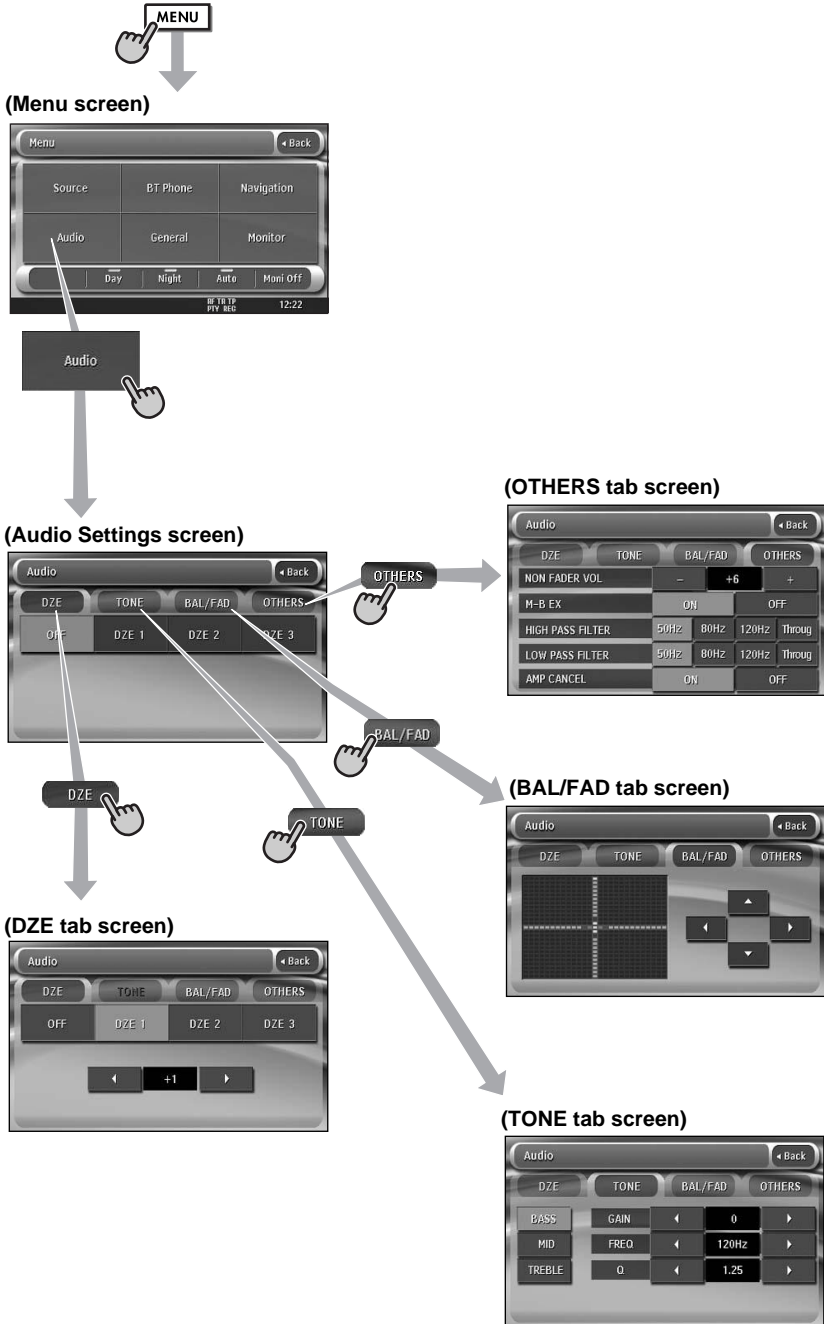 MENU
(Menu screen)
Menu
Back
Source
BT Phone
Navigation
Audio
General
Monitor
Day
Night
Auto
Moni Off
RF TR TP
PTY REG
12:22
Audio
(Audio Settings screen)
Audio
Back
DZE
TONE
BAL/FAD
OTHERS
OFF
DZE 1
DZE 2
DZE 3
OTHERS
(OTHERS tab screen)
Audio
Back
DZE
TONE
BAL/FAD
OTHERS
NON FADER VOL
−
+6
+
M-B EX
ON
OFF
HIGH PASS FILTER
50Hz
80Hz
120Hz
Throug
LOW PASS FILTER
50Hz
80Hz
120Hz
Throug
AMP CANCEL
ON
OFF
BAL/FAD
(BAL/FAD tab screen)
Audio
Back
DZE
TONE
BAL/FAD
OTHERS
DZE
TONE
(DZE tab screen)
Audio
Back
DZE
TONE
BAL/FAD
OTHERS
OFF
DZE 1
DZE 2
DZE 3
+1
(TONE tab screen)
Audio
Back
DZE
TONE
BAL/FAD
OTHERS
BASS
GAIN
0
MID
FREQ
120Hz
TREBLE
Q
1.25